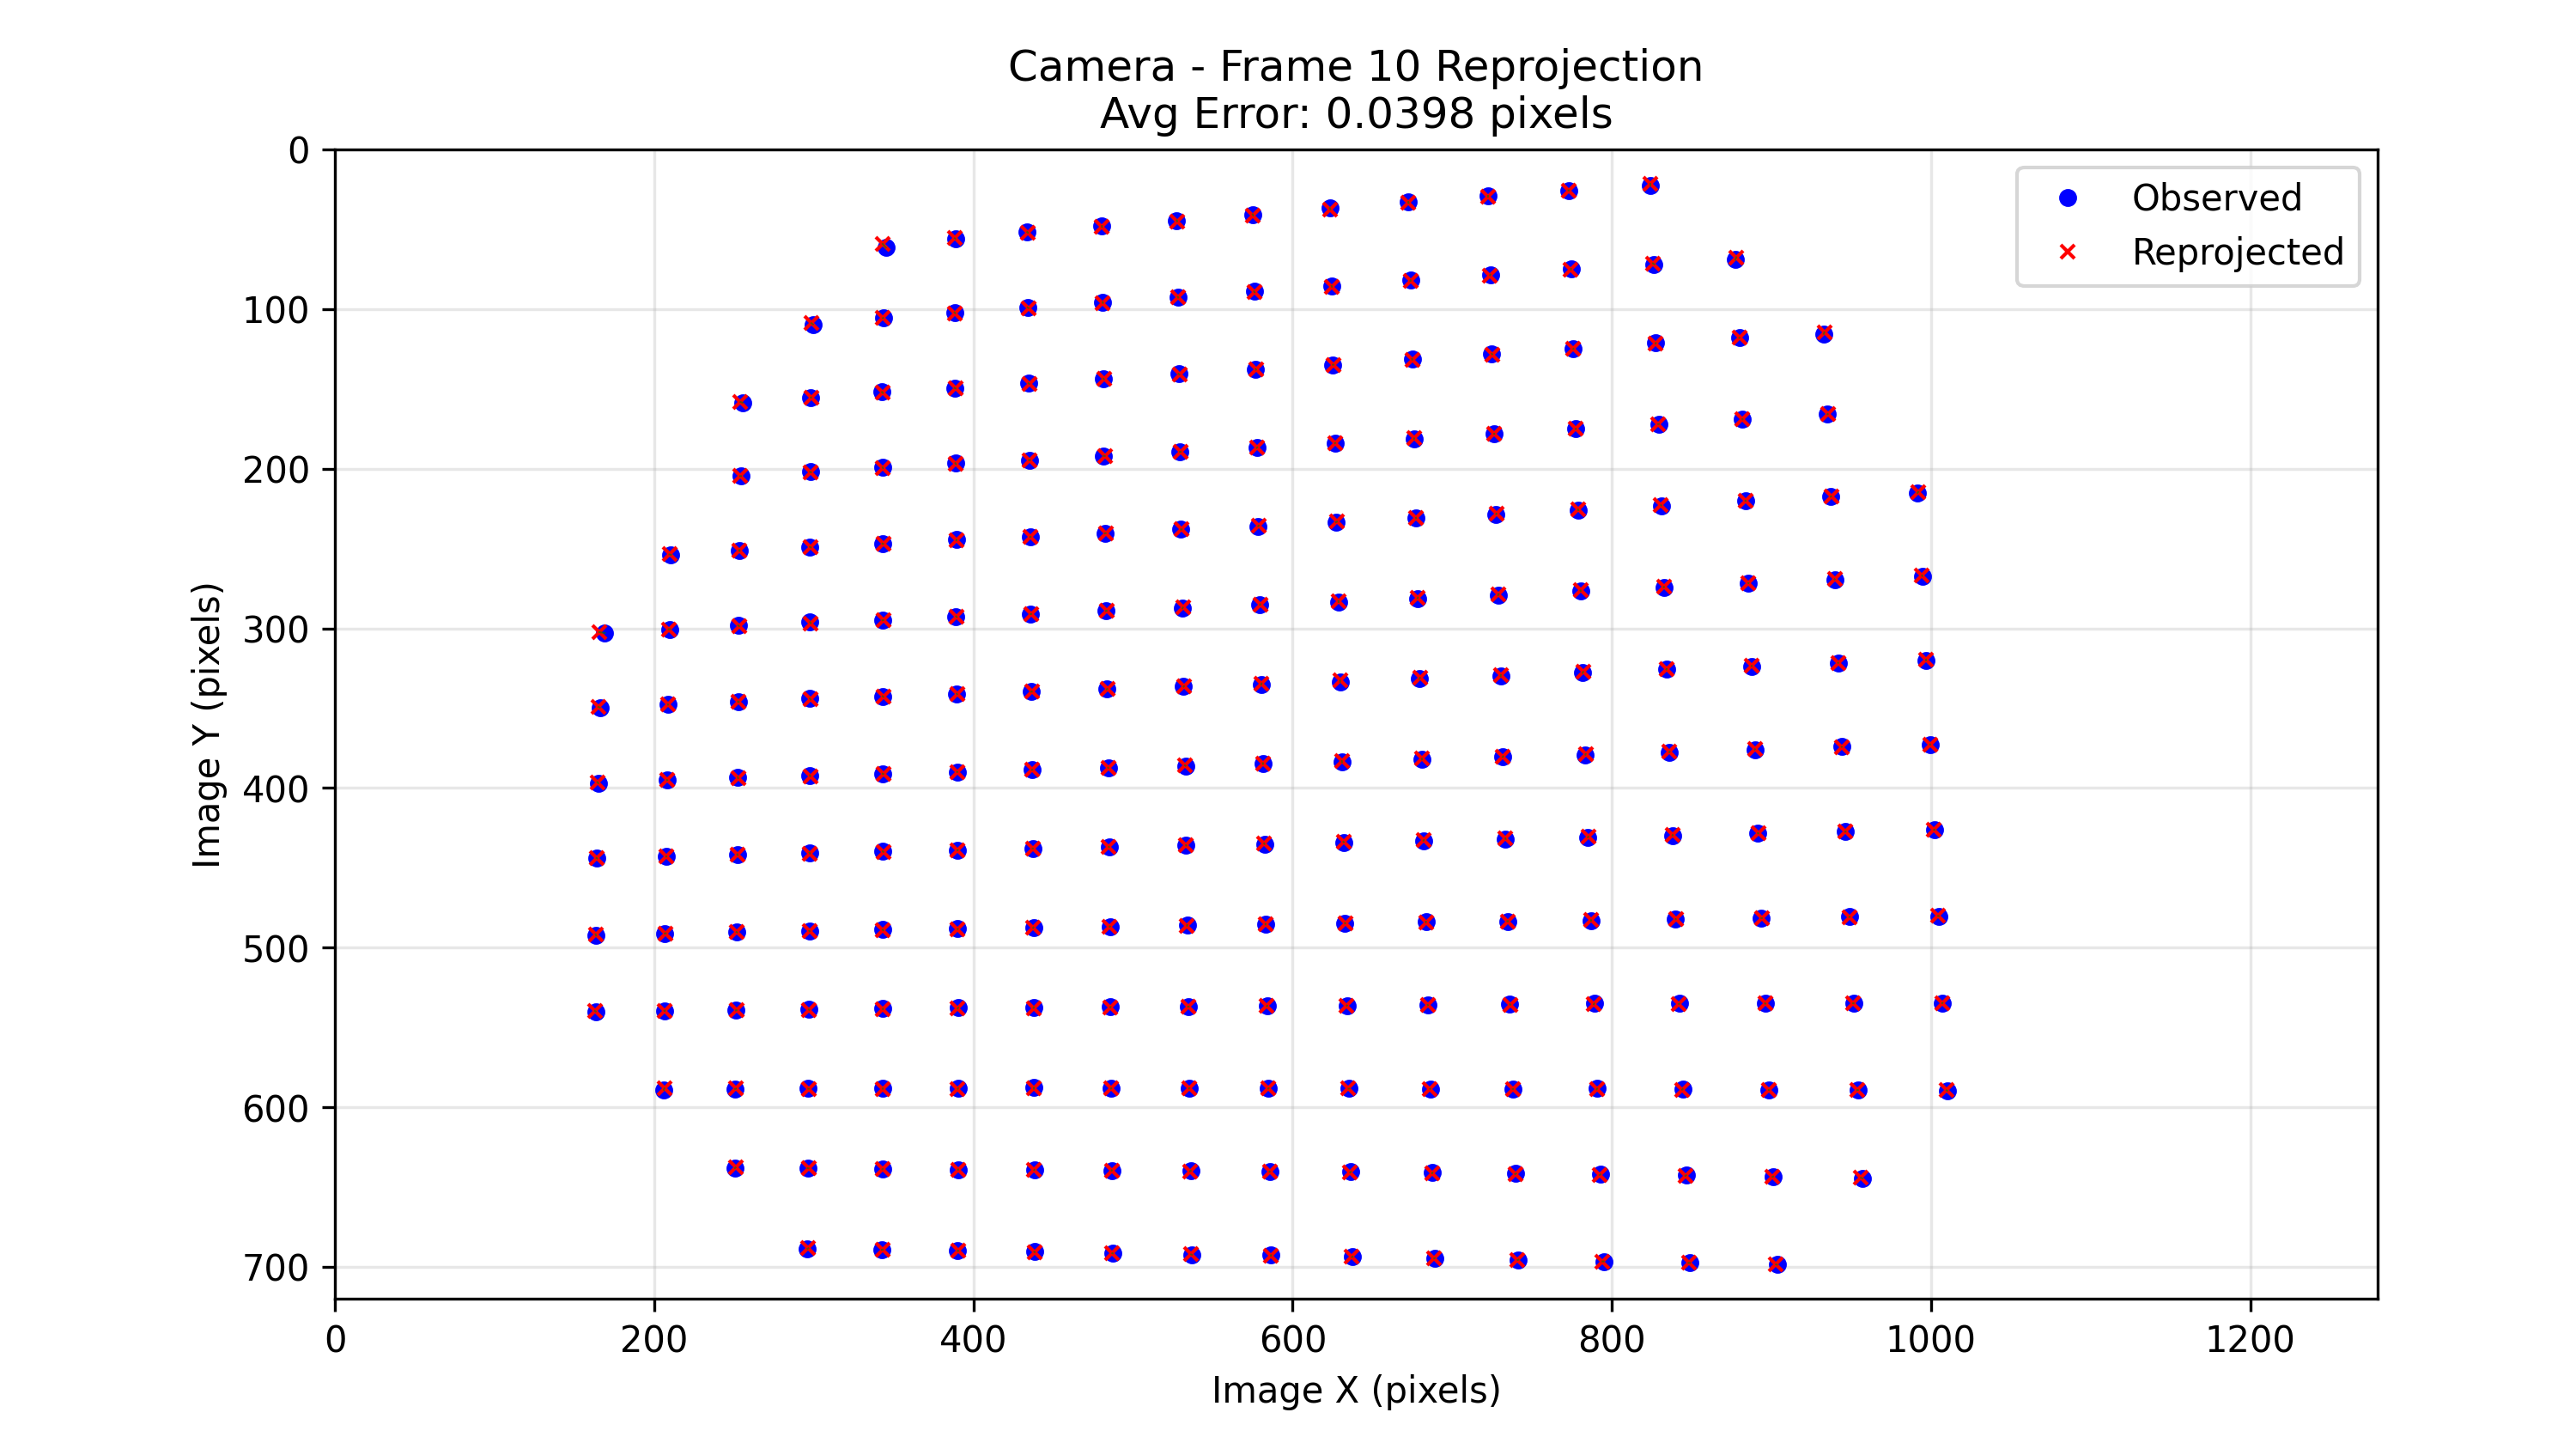 Camera - Frame 10 Reprojection
Avg Error: 0.0398 pixels
Observed
Reprojected
0
100
200
300
400
500
600
700
Image Y (pixels)
0 200 400 600 800 1000 1200
Image X (pixels)